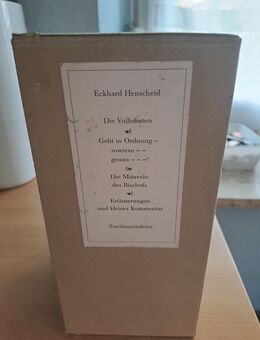 Eckhard Henscheid
Die Vollidioten
Geht in Ordnung –
sowieso – –
genau – – –
Die Mätresse
des Bischofs
Erläuterungen
und kleiner Kommentar
Zweitausendeins